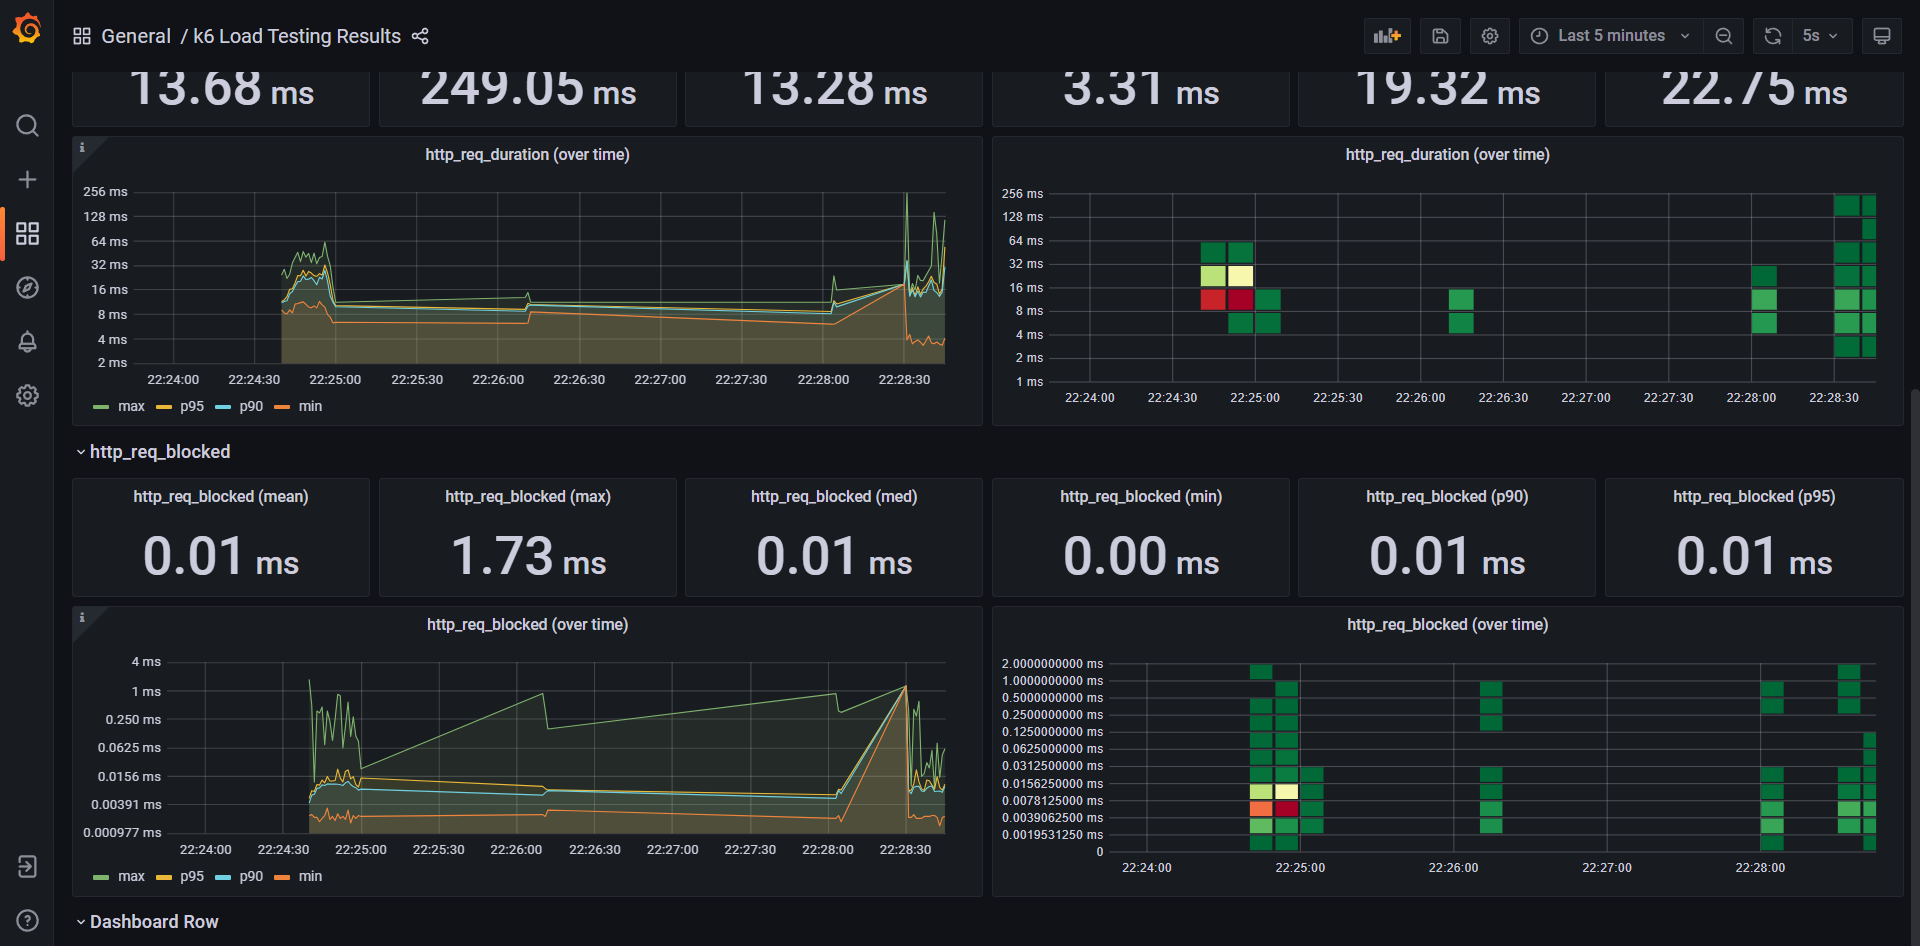 General / k6 Load Testing Results
Last 5 minutes
5s
13.68 ms
249.05 ms
13.28 ms
3.31 ms
19.32 ms
22.75 ms
http_req_duration (over time)
256 ms
128 ms
64 ms
32 ms
16 ms
8 ms
4 ms
2 ms
22:24:00 22:24:30 22:25:00 22:25:30 22:26:00 22:26:30 22:27:00 22:27:30 22:28:00 22:28:30
max p95 p90 min
http_req_duration (over time)
256 ms
128 ms
64 ms
32 ms
16 ms
8 ms
4 ms
2 ms
1 ms
22:24:00 22:24:30 22:25:00 22:25:30 22:26:00 22:26:30 22:27:00 22:27:30 22:28:00 22:28:30
http_req_blocked
http_req_blocked (mean)
0.01 ms
http_req_blocked (max)
1.73 ms
http_req_blocked (med)
0.01 ms
http_req_blocked (min)
0.00 ms
http_req_blocked (p90)
0.01 ms
http_req_blocked (p95)
0.01 ms
http_req_blocked (over time)
4 ms
1 ms
0.250 ms
0.0625 ms
0.0156 ms
0.00391 ms
0.000977 ms
22:24:00 22:24:30 22:25:00 22:25:30 22:26:00 22:26:30 22:27:00 22:27:30 22:28:00 22:28:30
max p95 p90 min
http_req_blocked (over time)
2.0000000000 ms
1.0000000000 ms
0.5000000000 ms
0.2500000000 ms
0.1250000000 ms
0.0625000000 ms
0.0312500000 ms
0.0156250000 ms
0.0078125000 ms
0.0039062500 ms
0.0019531250 ms
0
22:24:00 22:25:00 22:26:00 22:27:00 22:28:00
Dashboard Row